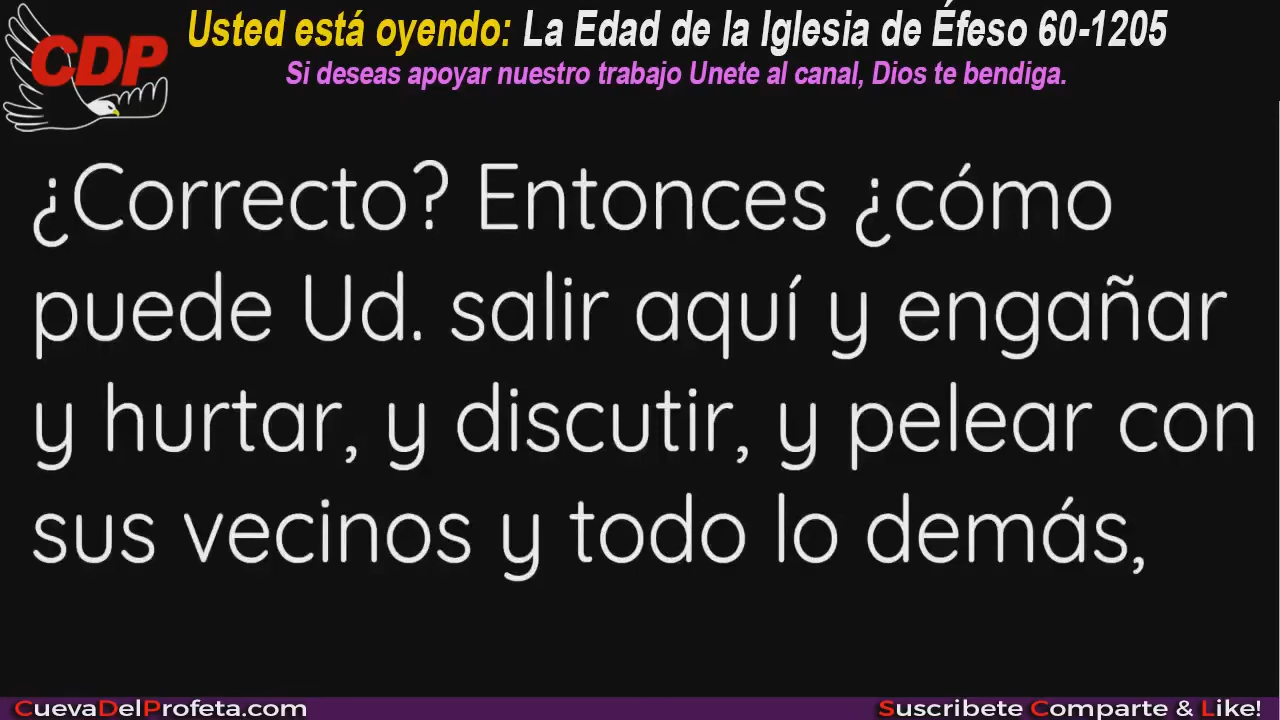 CDP
Usted está oyendo: La Edad de la Iglesia de Éfeso 60-1205
Si deseas apoyar nuestro trabajo Unete al canal, Dios te bendiga.
¿Correcto? Entonces ¿cómo
puede Ud. salir aquí y engañar
y hurtar, y discutir, y pelear con
sus vecinos y todo lo demás,
CuevaDelProfeta.com
Suscribete Comparte & Like!